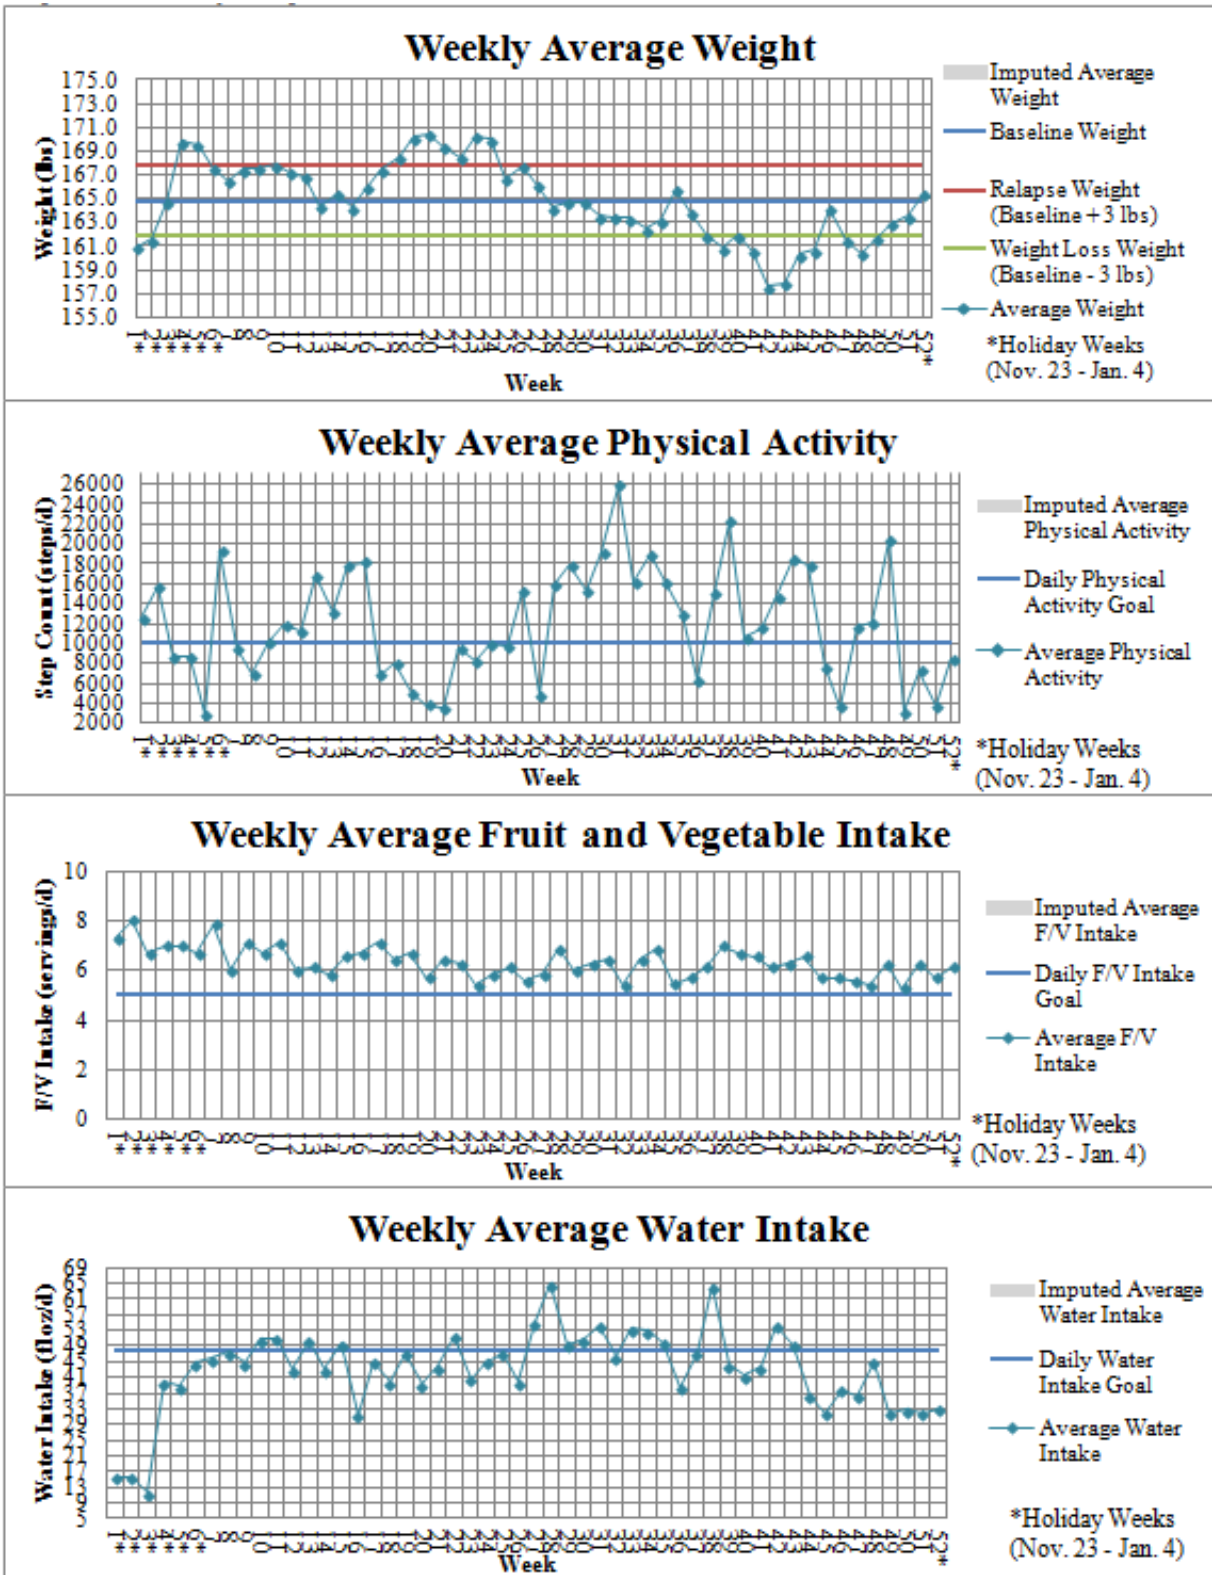 Weekly Average Weight
Weight (lbs)
175.0
173.0
171.0
169.0
167.0
165.0
163.0
161.0
159.0
157.0
155.0
Imputed Average
Weight
Baseline Weight
Relapse Weight
(Baseline + 3 lbs)
Weight Loss Weight
(Baseline - 3 lbs)
Average Weight
*Holiday Weeks
(Nov. 23 - Jan. 4)
Week
Weekly Average Physical Activity
Step Count (steps/d)
26000
24000
22000
20000
18000
16000
14000
12000
10000
8000
6000
4000
2000
Imputed Average
Physical Activity
Daily Physical
Activity Goal
Average Physical
Activity
*Holiday Weeks
(Nov. 23 - Jan. 4)
Week
Weekly Average Fruit and Vegetable Intake
F/V Intake (servings/d)
10
8
6
4
2
0
Imputed Average
F/V Intake
Daily F/V Intake
Goal
Average F/V
Intake
*Holiday Weeks
(Nov. 23 - Jan. 4)
Week
Weekly Average Water Intake
Water Intake (fl oz/d)
69
65
61
57
53
49
45
41
37
33
29
25
21
17
13
9
5
Imputed Average
Water Intake
Daily Water
Intake Goal
Average Water
Intake
*Holiday Weeks
(Nov. 23 - Jan. 4)
Week